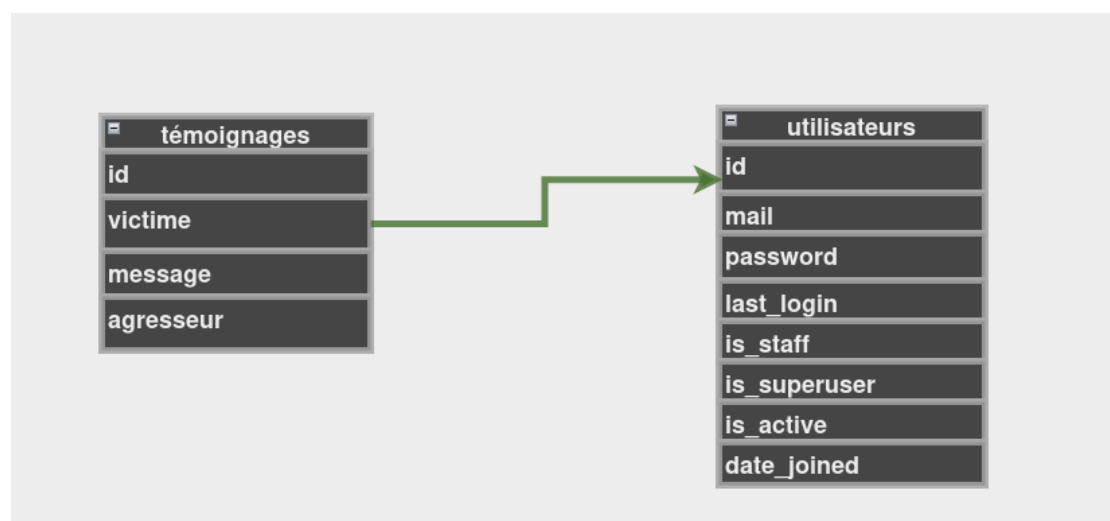 témoignages
id
victime
message
agresseur
utilisateurs
id
mail
password
last_login
is_staff
is_superuser
is_active
date_joined